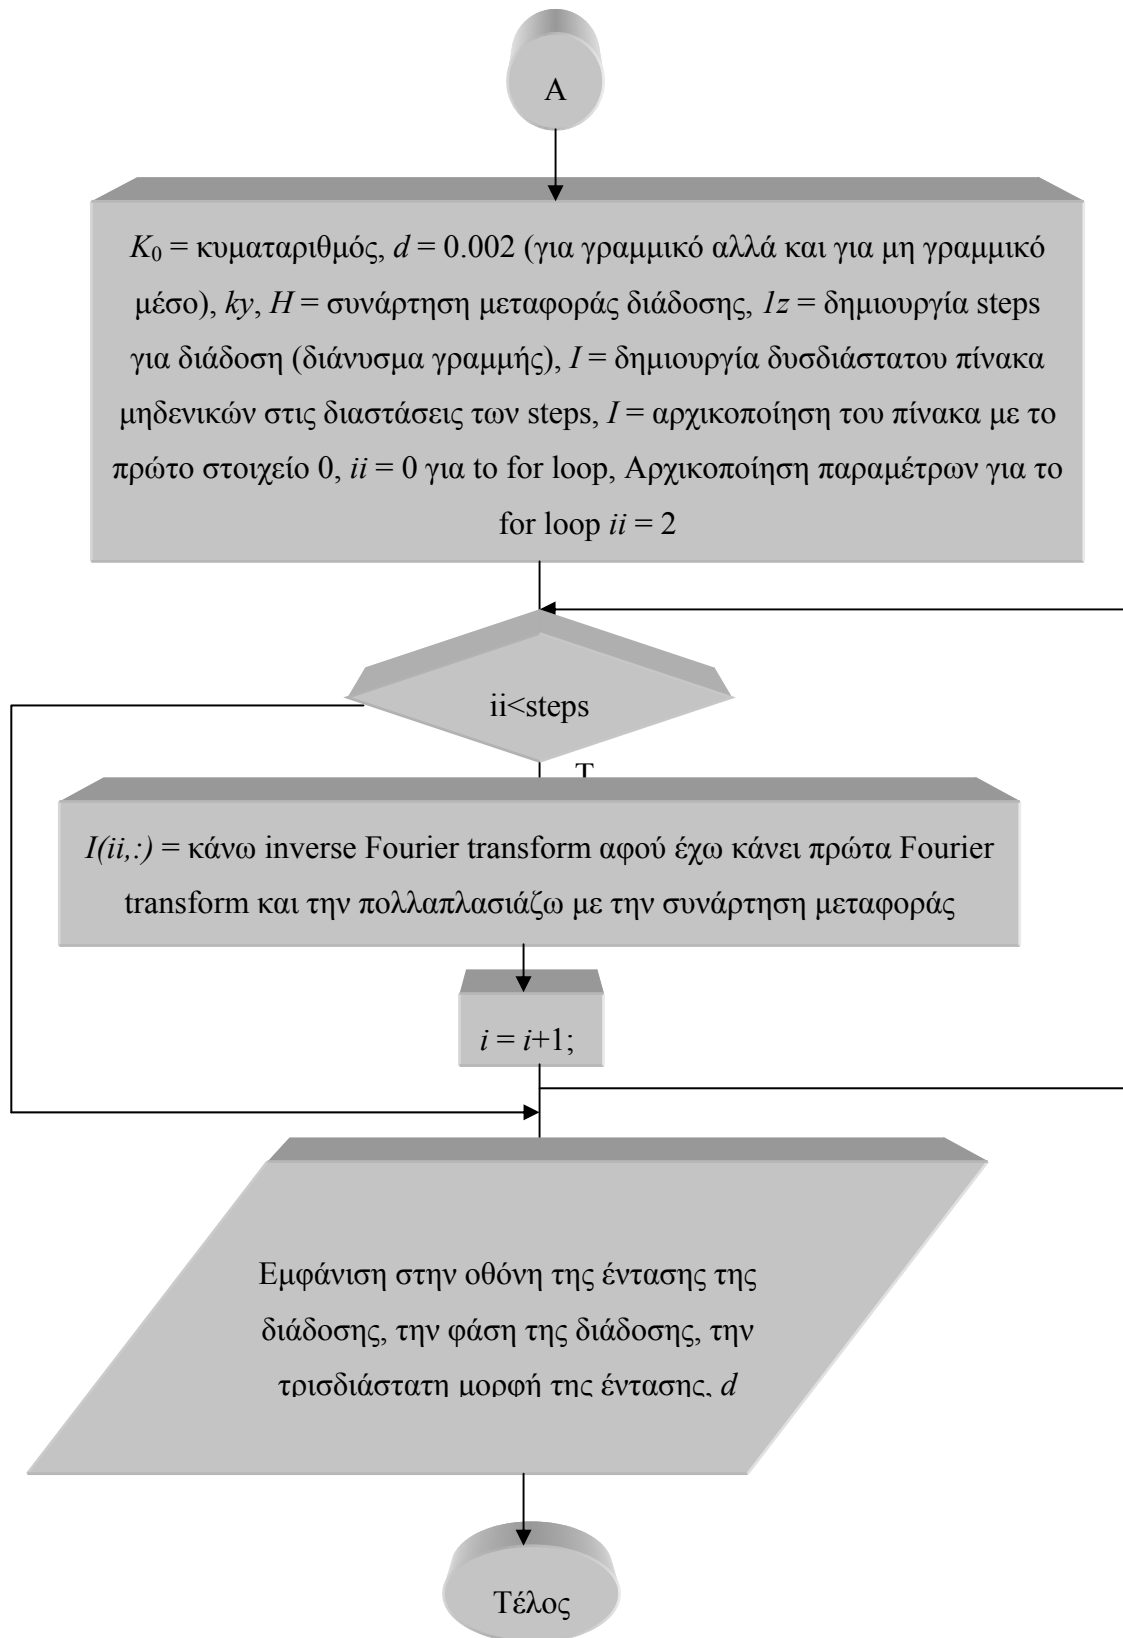 Α
K0 = κυματαριθμός, d = 0.002 (για γραμμικό αλλά και για μη γραμμικό
μέσο), ky, H = συνάρτηση μεταφοράς διάδοσης, 1z = δημιουργία steps
για διάδοση (διάνυσμα γραμμής), I = δημιουργία δυσδιάστατου πίνακα
μηδενικών στις διαστάσεις των steps, I = αρχικοποίηση του πίνακα με το
πρώτο στοιχείο 0, ii = 0 για to for loop, Αρχικοποίηση παραμέτρων για το
for loop ii = 2
ii<steps
T
I(ii,:) = κάνω inverse Fourier transform αφού έχω κάνει πρώτα Fourier
transform και την πολλαπλασιάζω με την συνάρτηση μεταφοράς
i = i+1;
Εμφάνιση στην οθόνη της έντασης της
διάδοσης, την φάση της διάδοσης, την
τρισδιάστατη μορφή της έντασης, d
Τέλος